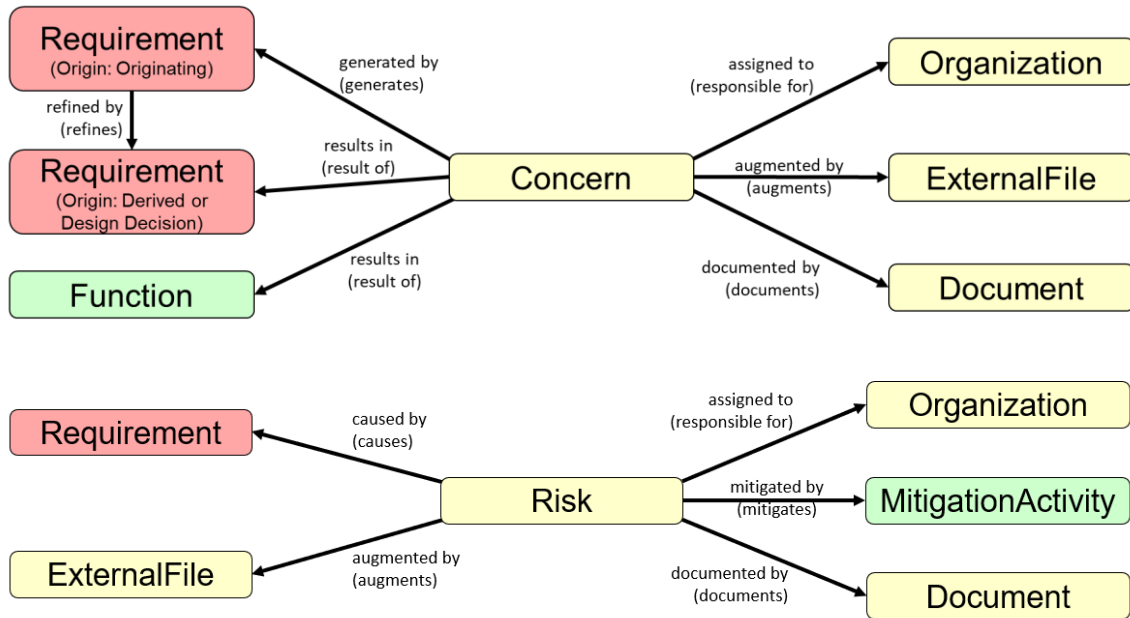 Requirement
(Origin: Originating)
refined by
(refines)
Requirement
(Origin: Derived or
Design Decision)
Function
generated by
(generates)
results in
(result of)
results in
(result of)
Concern
assigned to
(responsible for)
augmented by
(augments)
documented by
(documents)
Organization
ExternalFile
Document
Requirement
ExternalFile
caused by
(causes)
augmented by
(augments)
Risk
assigned to
(responsible for)
mitigated by
(mitigates)
documented by
(documents)
Organization
MitigationActivity
Document